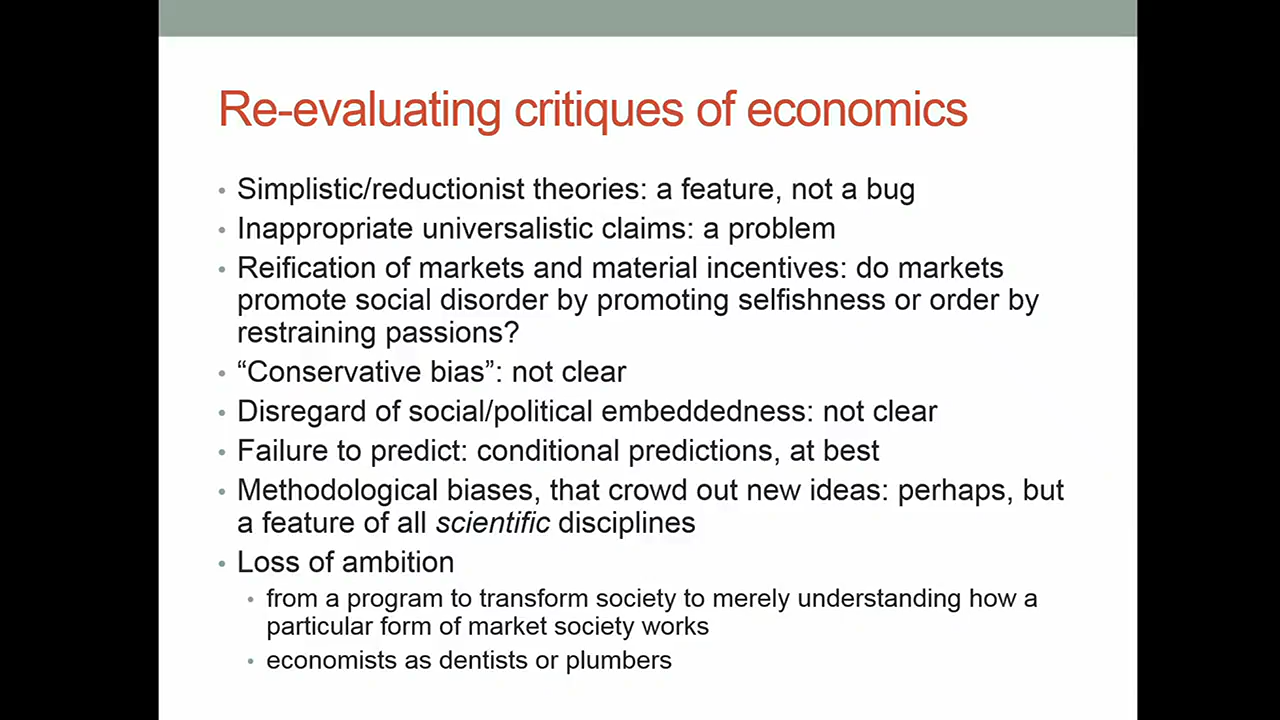 Re-evaluating critiques of economics
• Simplistic/reductionist theories: a feature, not a bug
• Inappropriate universalistic claims: a problem
• Reification of markets and material incentives: do markets
promote social disorder by promoting selfishness or order by
restraining passions?
• “Conservative bias”: not clear
• Disregard of social/political embeddedness: not clear
• Failure to predict: conditional predictions, at best
• Methodological biases, that crowd out new ideas: perhaps, but
a feature of all scientific disciplines
• Loss of ambition
• from a program to transform society to merely understanding how a
particular form of market society works
• economists as dentists or plumbers